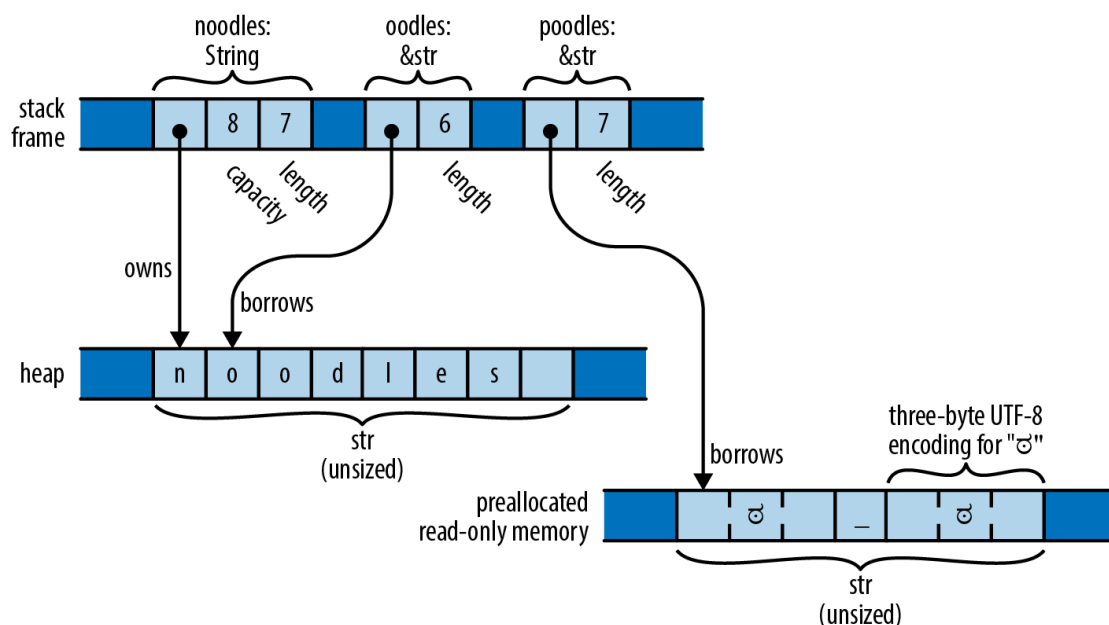 noodles:
String
oodles:
&str
poodles:
&str
stack
frame
8
7
6
7
capacity
length
length
length
owns
borrows
heap
n o o d l e s
str
(unsized)
borrows
three-byte UTF-8
encoding for "ಠ"
preallocated
read-only memory
ಠ _ ಠ
str
(unsized)